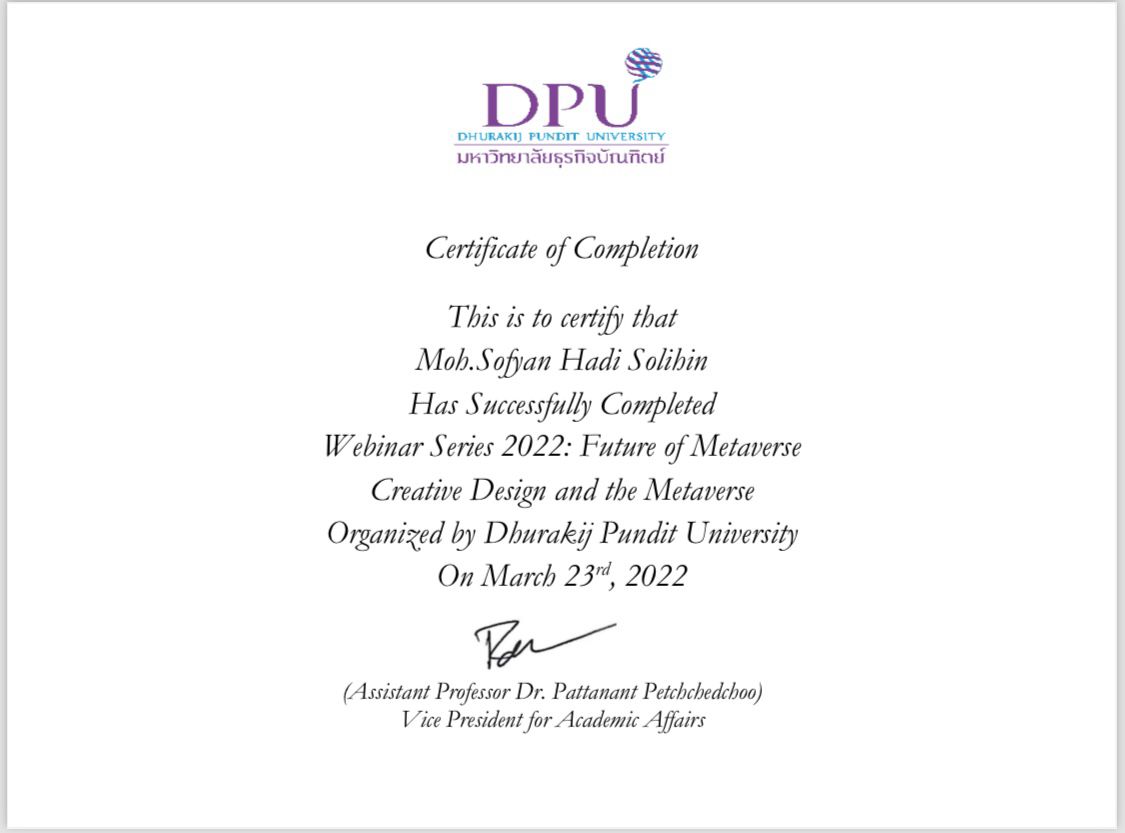 DPU
DHURAKIJ PUNDIT UNIVERSITY
มหาวิทยาลัยธุรกิจบัณฑิตย์
Certificate of Completion
This is to certify that
Moh.Sofyan Hadi Solihin
Has Successfully Completed
Webinar Series 2022: Future of Metaverse
Creative Design and the Metaverse
Organized by Dhurakij Pundit University
On March 23rd, 2022
(Assistant Professor Dr. Pattanant Petchchedchoo)
Vice President for Academic Affairs